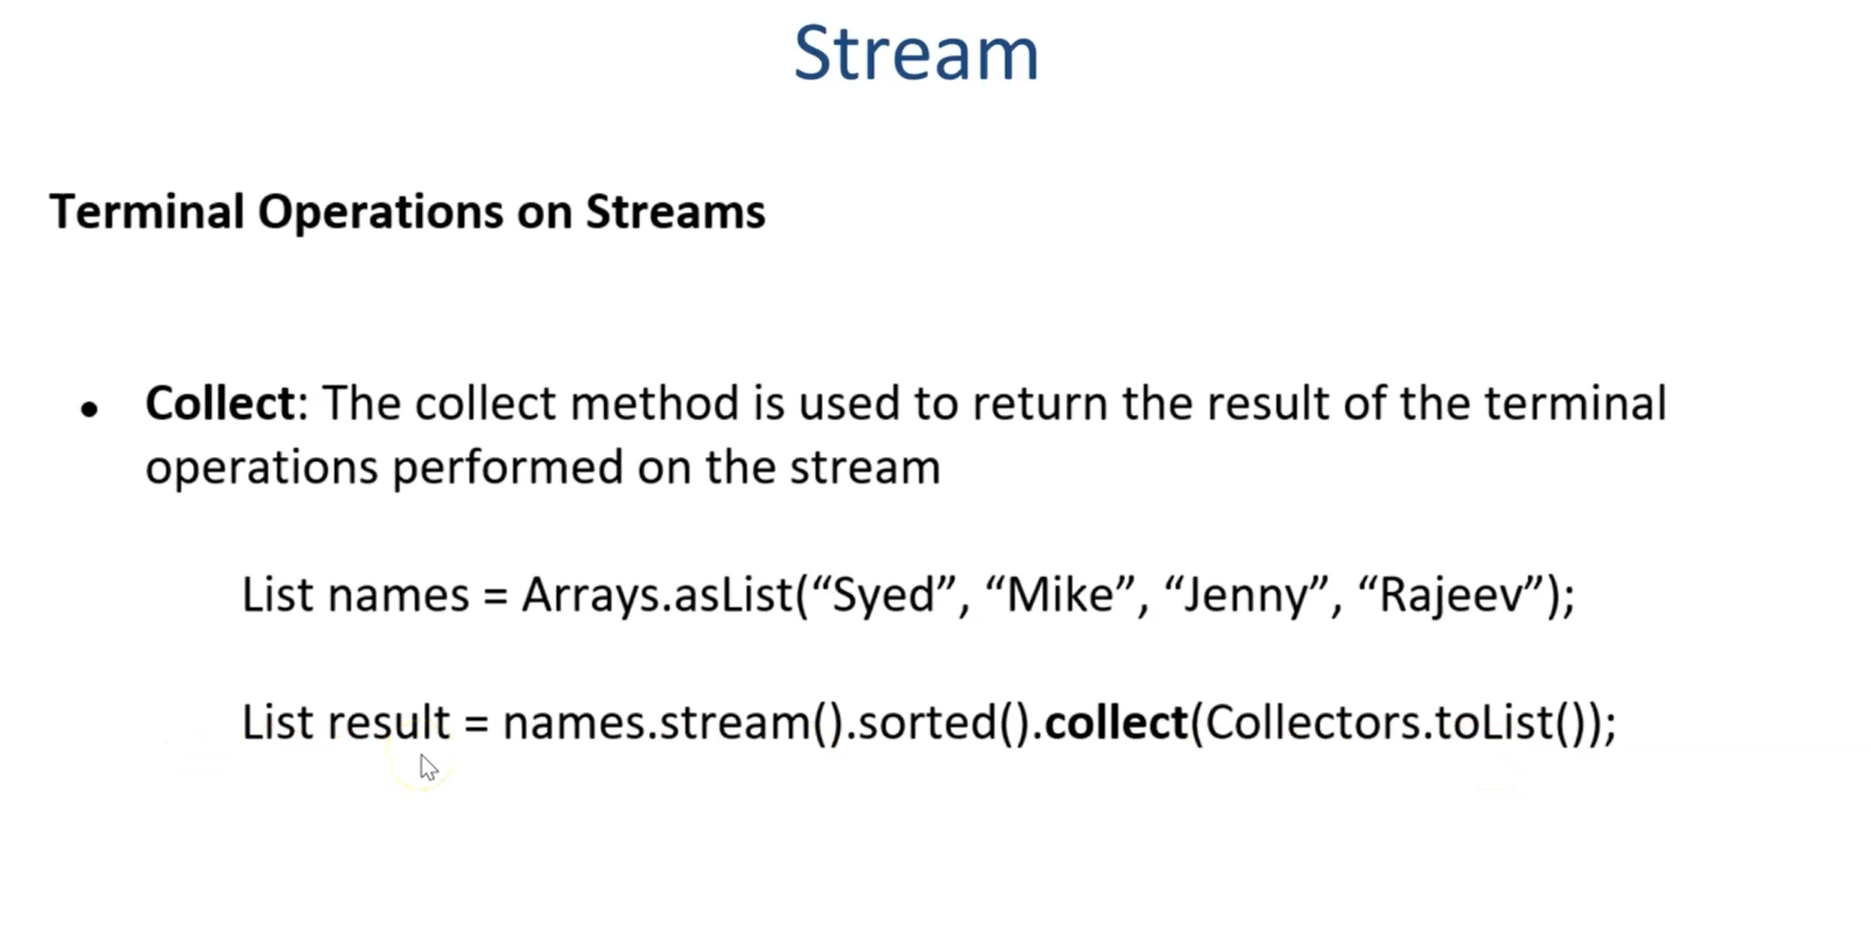 Stream
Terminal Operations on Streams
• Collect: The collect method is used to return the result of the terminal
operations performed on the stream
List names = Arrays.asList(“Syed”, “Mike”, “Jenny”, “Rajeev”);
List result = names.stream().sorted().collect(Collectors.toList());